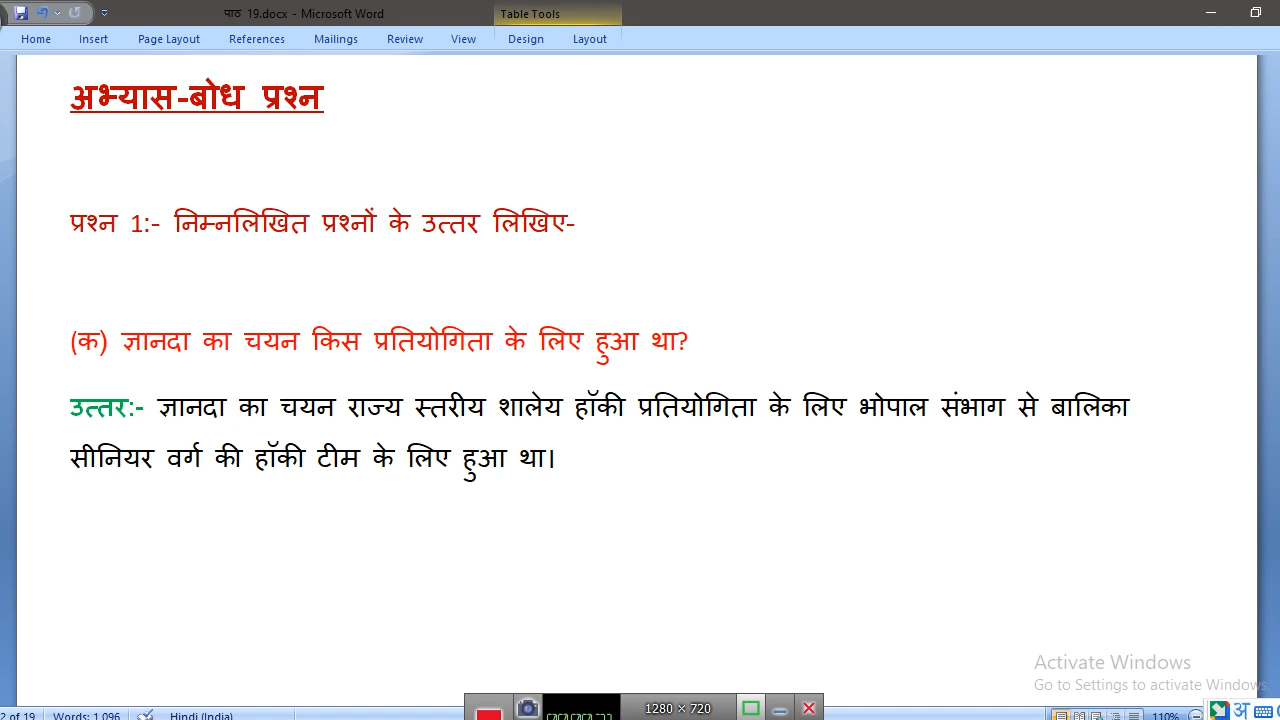 पाठ 19.docx - Microsoft Word
Table Tools
Home Insert Page Layout References Mailings Review View Design Layout
अभ्यास-बोध प्रश्न
प्रश्न 1:- निम्नलिखित प्रश्नों के उत्तर लिखिए-
(क) ज्ञानदा का चयन किस प्रतियोगिता के लिए हुआ था?
उत्तर:- ज्ञानदा का चयन राज्य स्तरीय शालेय हॉकी प्रतियोगिता के लिए भोपाल संभाग से बालिका
सीनियर वर्ग की हॉकी टीम के लिए हुआ था।
Activate Windows
Go to Settings to activate Windows.
1280 × 720
2 of 19 Words: 1,096 Hindi (India) 110% अ